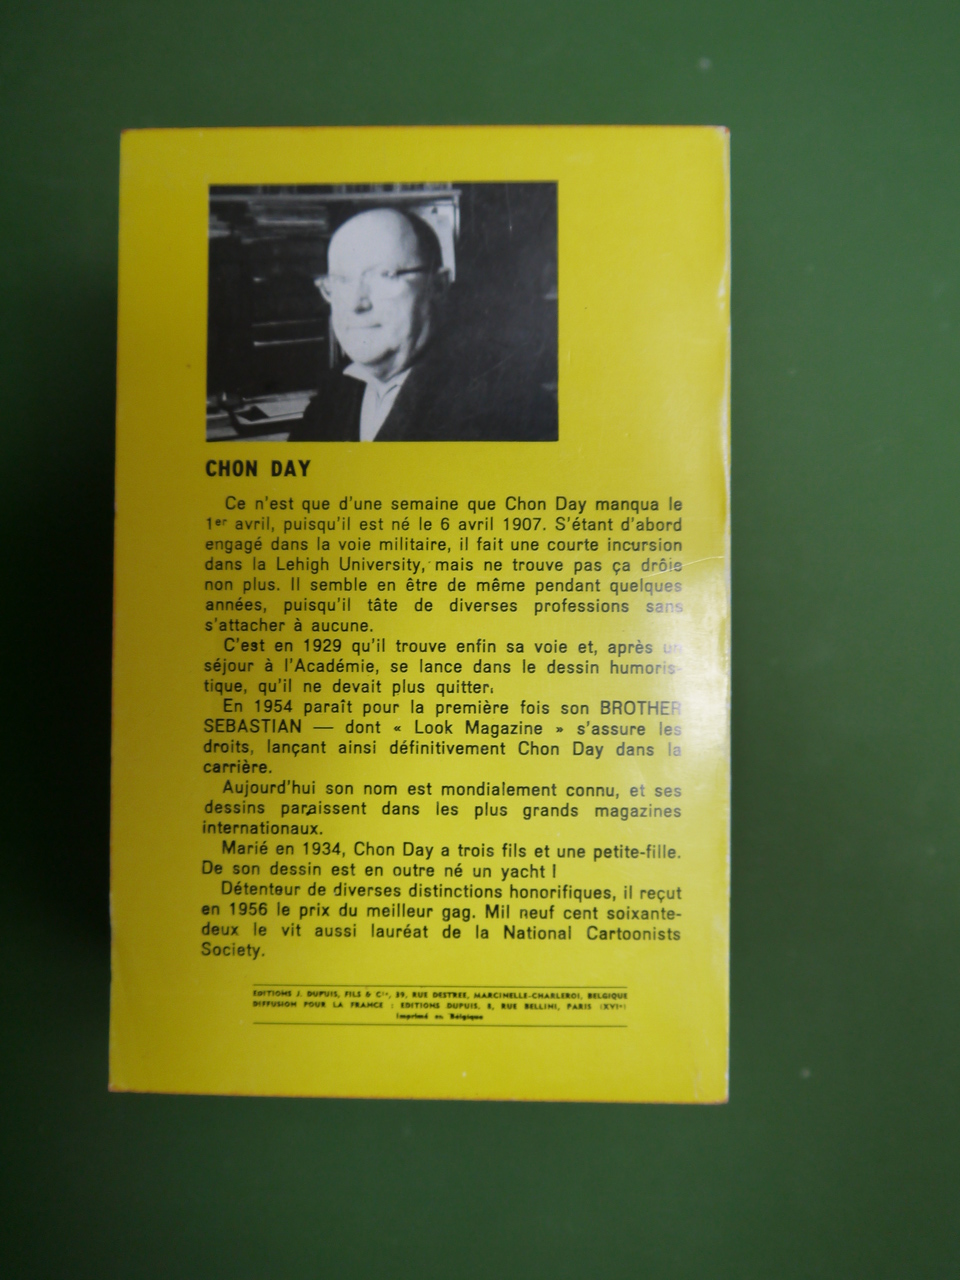 CHON DAY
Ce n'est que d'une semaine que Chon Day manqua le
1er avril, puisqu'il est né le 6 avril 1907. S'étant d'abord
engagé dans la voie militaire, il fait une courte incursion
dans la Lehigh University, mais ne trouve pas ça drôle
non plus. Il semble en être de même pendant quelques
années, puisqu'il tâte de diverses professions sans
s'attacher à aucune.
C'est en 1929 qu'il trouve enfin sa voie et, après un
séjour à l'Académie, se lance dans le dessin humoris-
tique, qu'il ne devait plus quitter.
En 1954 paraît pour la première fois son BROTHER
SEBASTIAN — dont « Look Magazine » s'assure les
droits, lançant ainsi définitivement Chon Day dans la
carrière.
Aujourd'hui son nom est mondialement connu, et ses
dessins paraissent dans les plus grands magazines
internationaux.
Marié en 1934, Chon Day a trois fils et une petite-fille.
De son dessin est en outre né un yacht !
Détenteur de diverses distinctions honorifiques, il reçut
en 1956 le prix du meilleur gag. Mil neuf cent soixante-
deux le vit aussi lauréat de la National Cartoonists
Society.
EDITIONS J. DUPUIS, FILS & Cie, 39, RUE DESTREE, MARCINELLE-CHARLEROI, BELGIQUE
DIFFUSION POUR LA FRANCE : EDITIONS DUPUIS, 8, RUE BELLINI, PARIS (XVIe)
Imprimé en Belgique